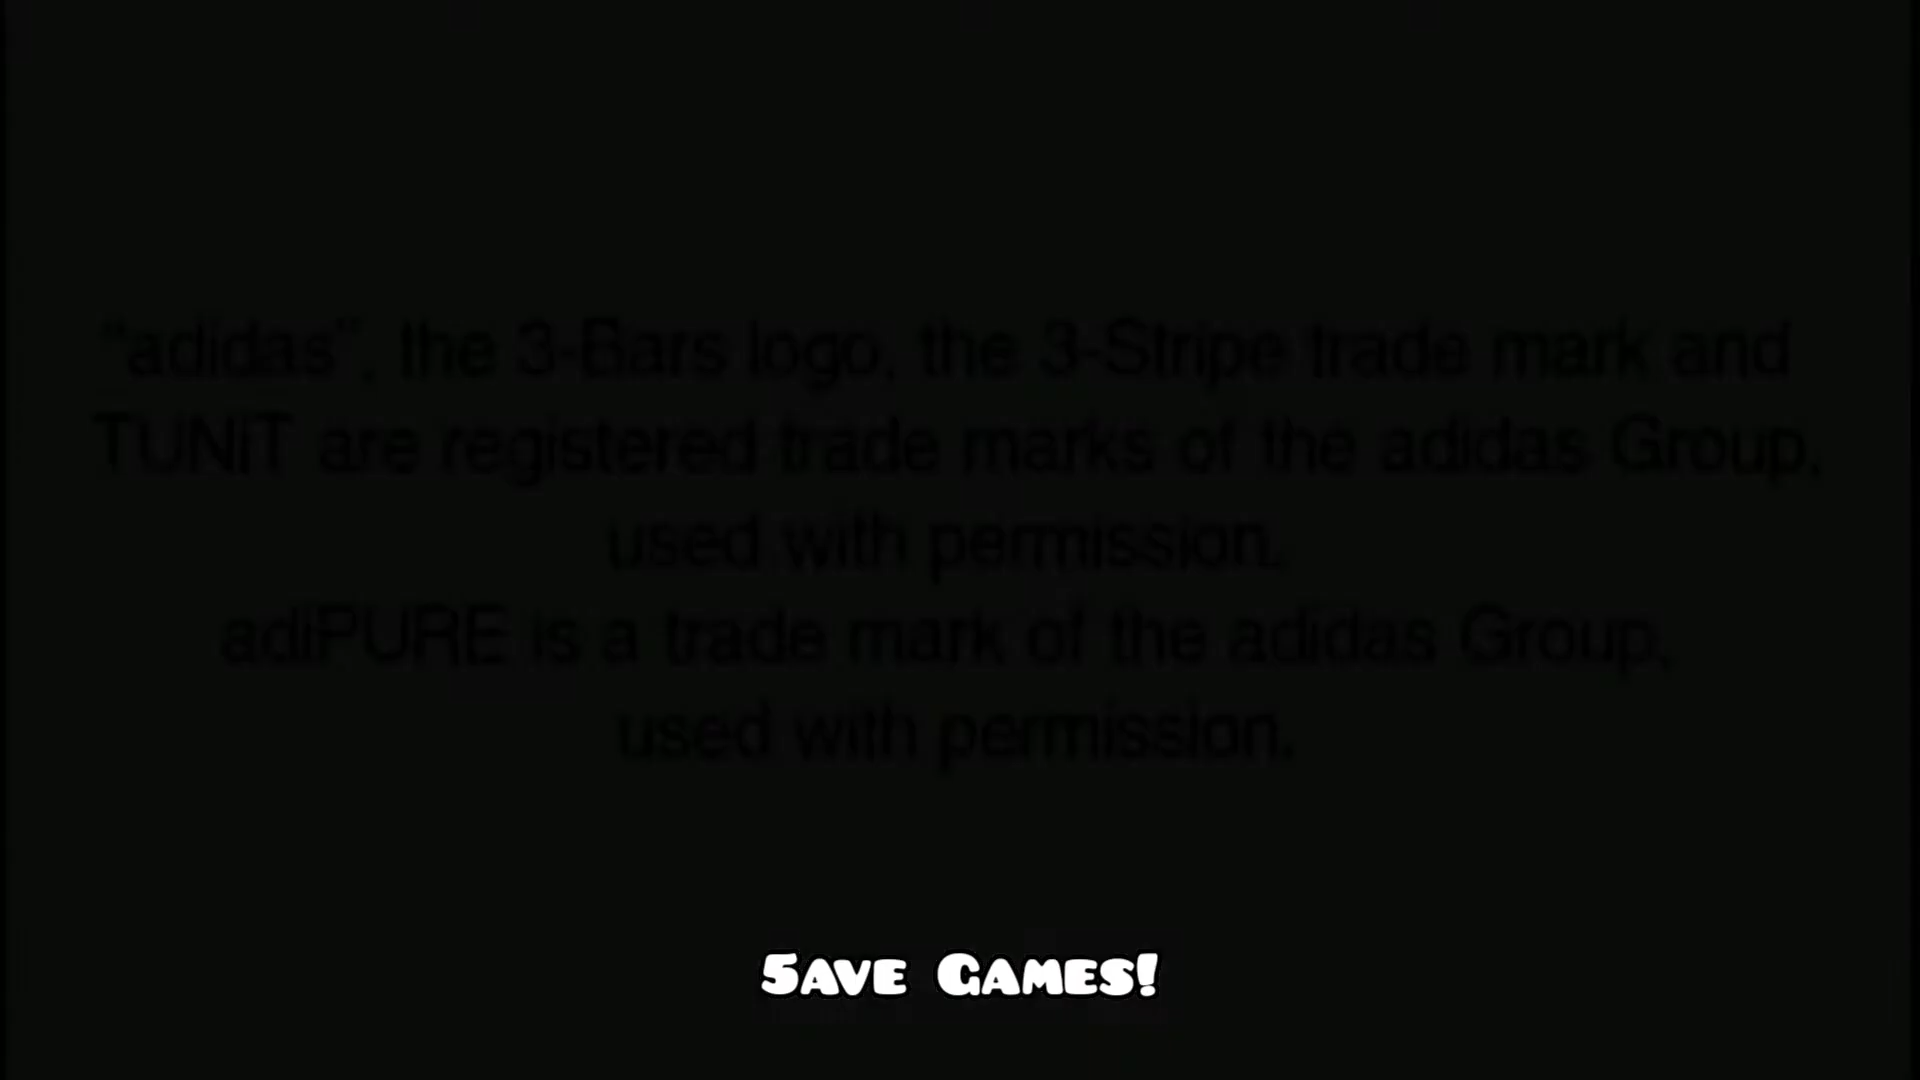 "adidas", the 3-Bars logo, the 3-Stripe trade mark and
TUNiT are registered trade marks of the adidas Group,
used with permission.
adiPURE is a trade mark of the adidas Group,
used with permission.
SAVE GAMES!